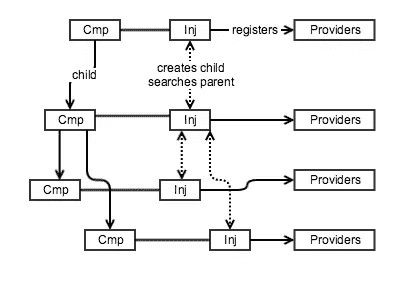 Cmp Inj registers Providers
child
creates child
searches parent
Cmp Inj Providers
Cmp Inj Providers
Cmp Inj Providers